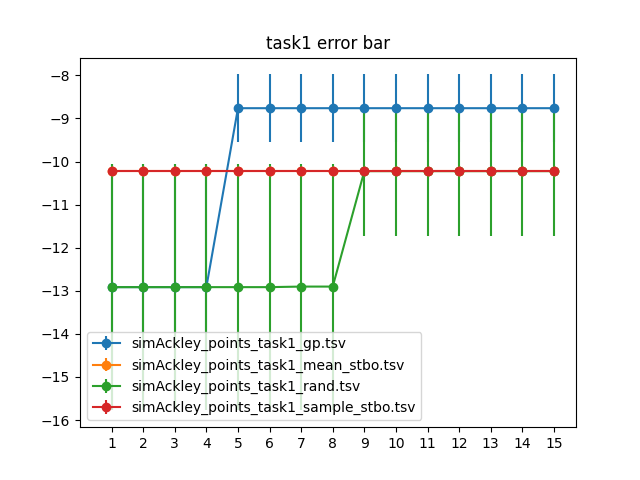 task1 error bar
−8
−9
−10
−11
−12
−13
−14
−15
−16
simAckley_points_task1_gp.tsv
simAckley_points_task1_mean_stbo.tsv
simAckley_points_task1_rand.tsv
simAckley_points_task1_sample_stbo.tsv
1 2 3 4 5 6 7 8 9 10 11 12 13 14 15